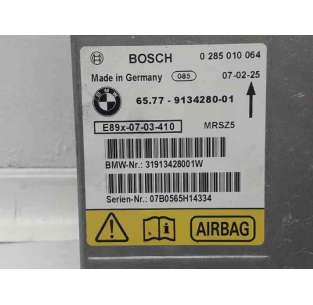 BOSCH 0 285 010 064
Made in Germany 085 07-02-25
BMW 65.77 - 9134280-01
E89x-07-03-410 MRSZ5
BMW-Nr.: 31913428001W
Serien-Nr.: 07B0565H14334
AIRBAG